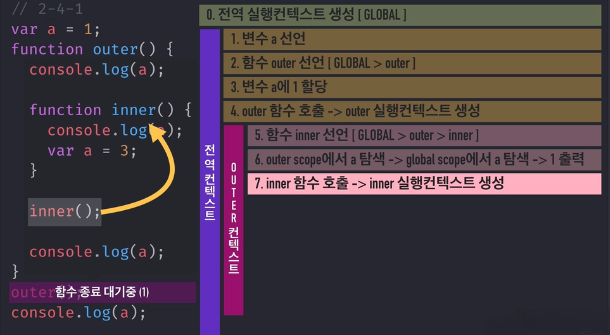 // 2-4-1
var a = 1;
function outer() {
console.log(a);
function inner() {
console.log(a);
var a = 3;
}
inner();
console.log(a);
}
outer
함수 종료 대기중 (1)
console.log(a);
0. 전역 실행컨텍스트 생성 [ GLOBAL ]
전역 컨텍스트
1. 변수 a 선언
2. 함수 outer 선언 [ GLOBAL > outer ]
3. 변수 a에 1 할당
4. outer 함수 호출 -> outer 실행컨텍스트 생성
OUTER 컨텍스트
5. 함수 inner 선언 [ GLOBAL > outer > inner ]
6. outer scope에서 a 탐색 -> global scope에서 a 탐색 -> 1 출력
7. inner 함수 호출 -> inner 실행컨텍스트 생성